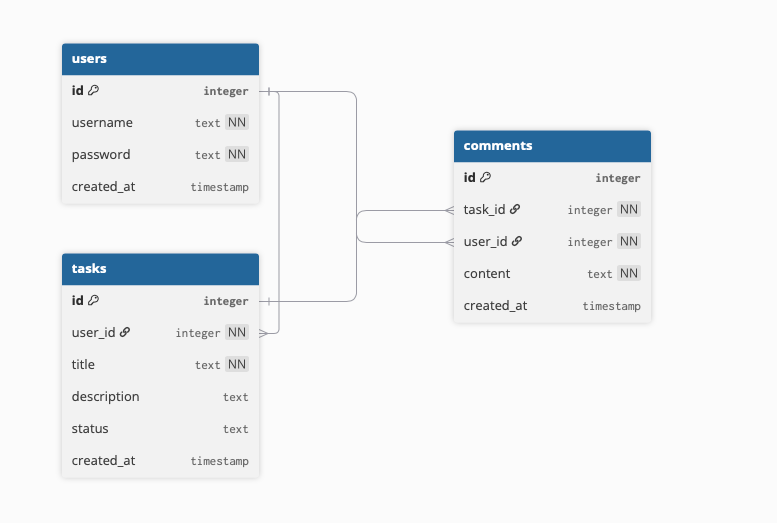 users
id integer
username text NN
password text NN
created_at timestamp
tasks
id integer
user_id integer NN
title text NN
description text
status text
created_at timestamp
comments
id integer
task_id integer NN
user_id integer NN
content text NN
created_at timestamp